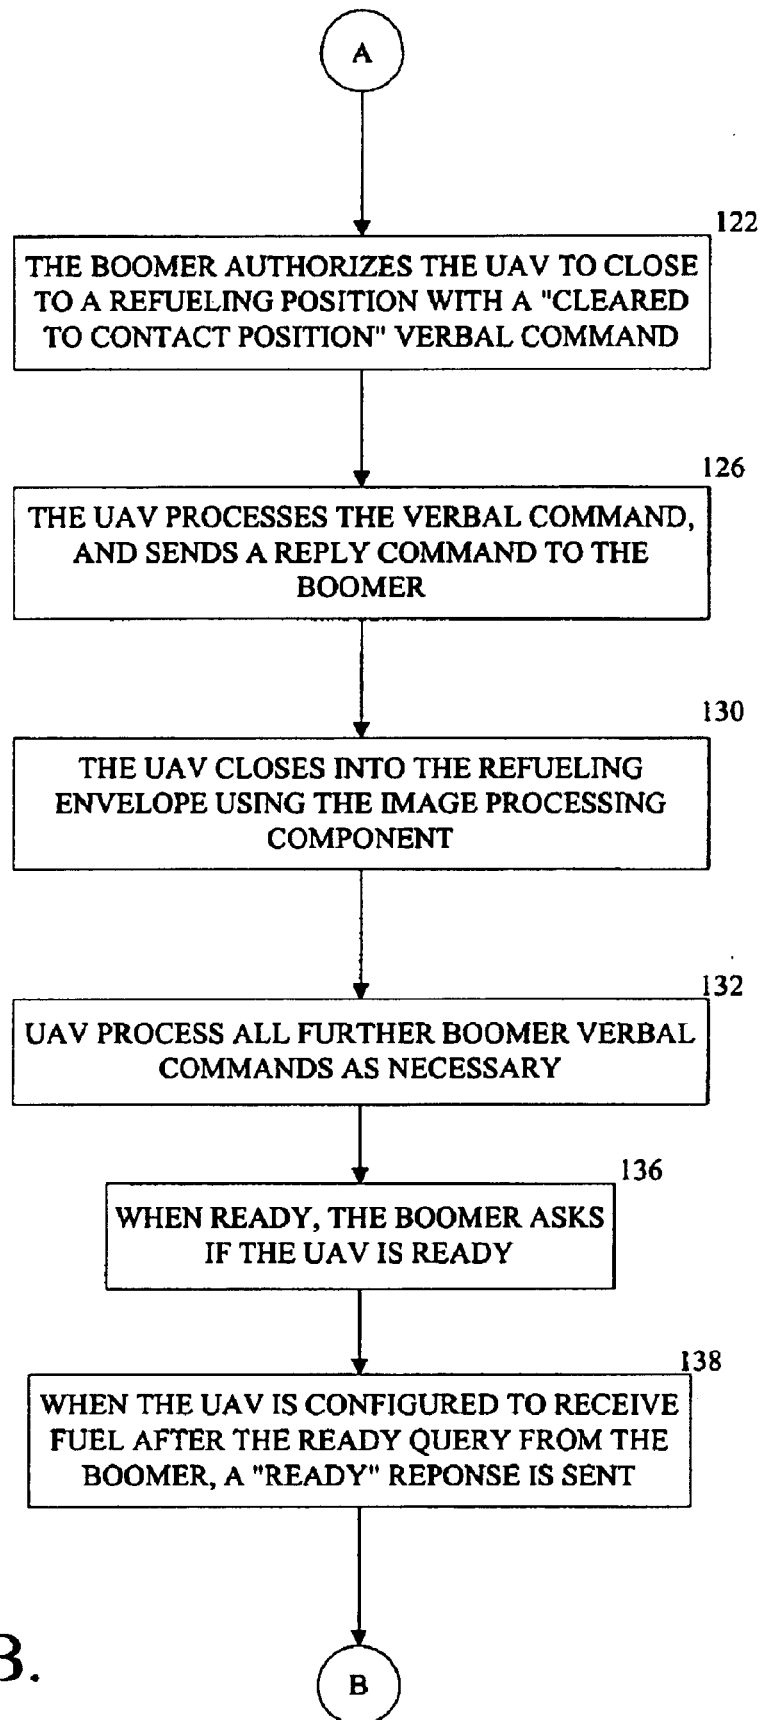 A
122
THE BOOMER AUTHORIZES THE UAV TO CLOSE
TO A REFUELING POSITION WITH A "CLEARED
TO CONTACT POSITION" VERBAL COMMAND
126
THE UAV PROCESSES THE VERBAL COMMAND,
AND SENDS A REPLY COMMAND TO THE
BOOMER
130
THE UAV CLOSES INTO THE REFUELING
ENVELOPE USING THE IMAGE PROCESSING
COMPONENT
132
UAV PROCESS ALL FURTHER BOOMER VERBAL
COMMANDS AS NECESSARY
136
WHEN READY, THE BOOMER ASKS
IF THE UAV IS READY
138
WHEN THE UAV IS CONFIGURED TO RECEIVE
FUEL AFTER THE READY QUERY FROM THE
BOOMER, A "READY" REPONSE IS SENT
B.
B